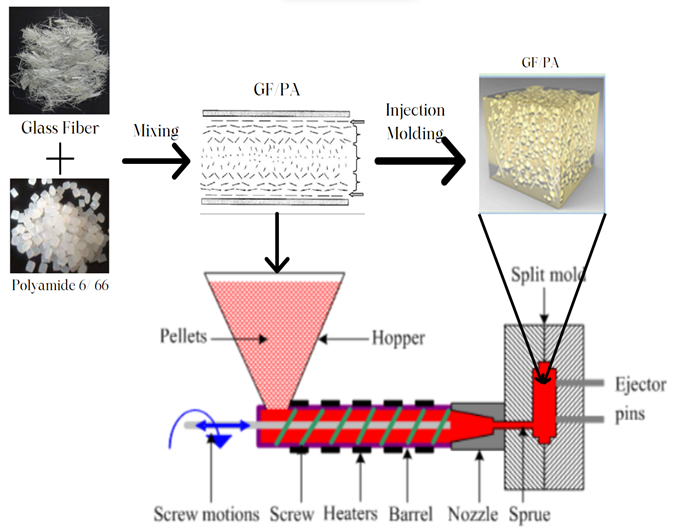 GF/PA
GF/PA
Injection
Molding
Mixing
Glass Fiber
+
Polyamide 6/ 66
Split mold
Pellets
Hopper
Ejector
pins
Screw motions
Screw
Heaters
Barrel
Nozzle
Sprue